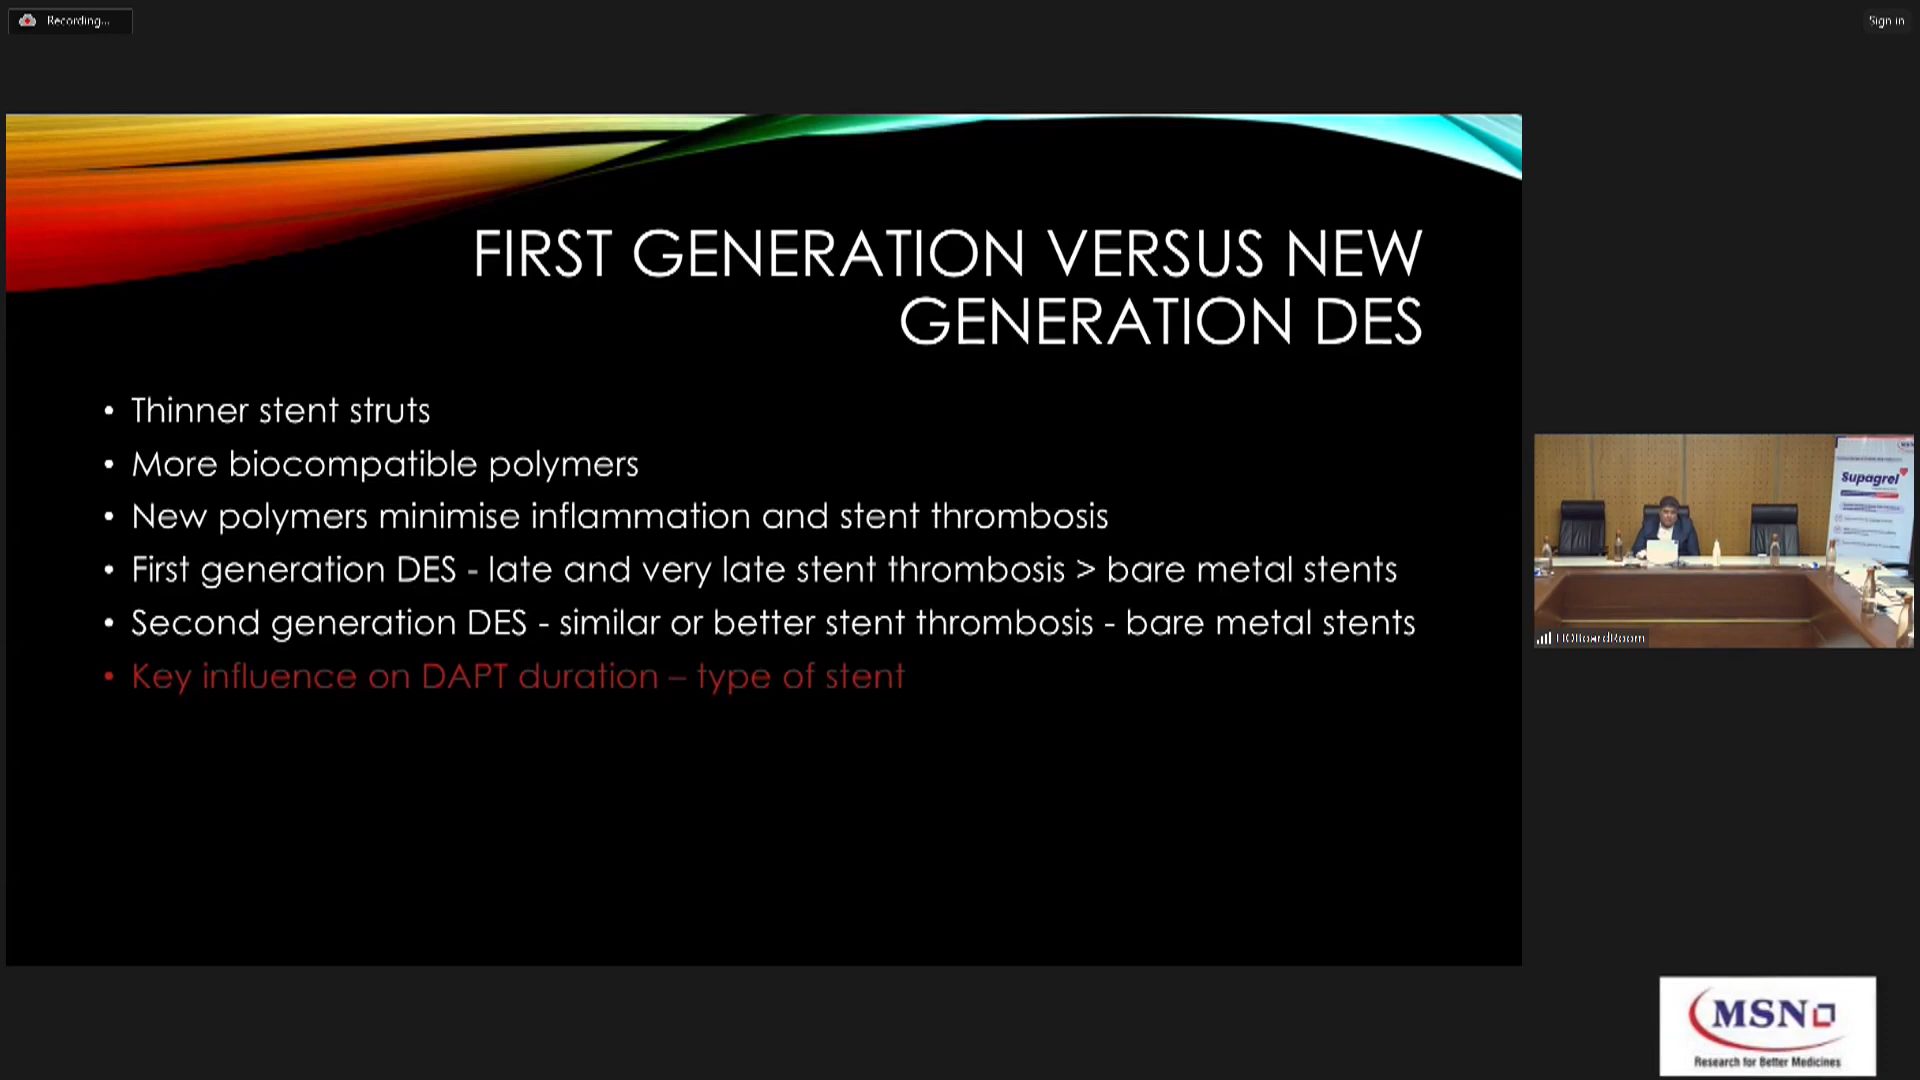 Recording...
Sign in
FIRST GENERATION VERSUS NEW
GENERATION DES
• Thinner stent struts
• More biocompatible polymers
• New polymers minimise inflammation and stent thrombosis
• First generation DES - late and very late stent thrombosis > bare metal stents
• Second generation DES - similar or better stent thrombosis - bare metal stents
• Key influence on DAPT duration – type of stent
Supagrel
HOBoardRoom
MSN
Research for Better Medicines